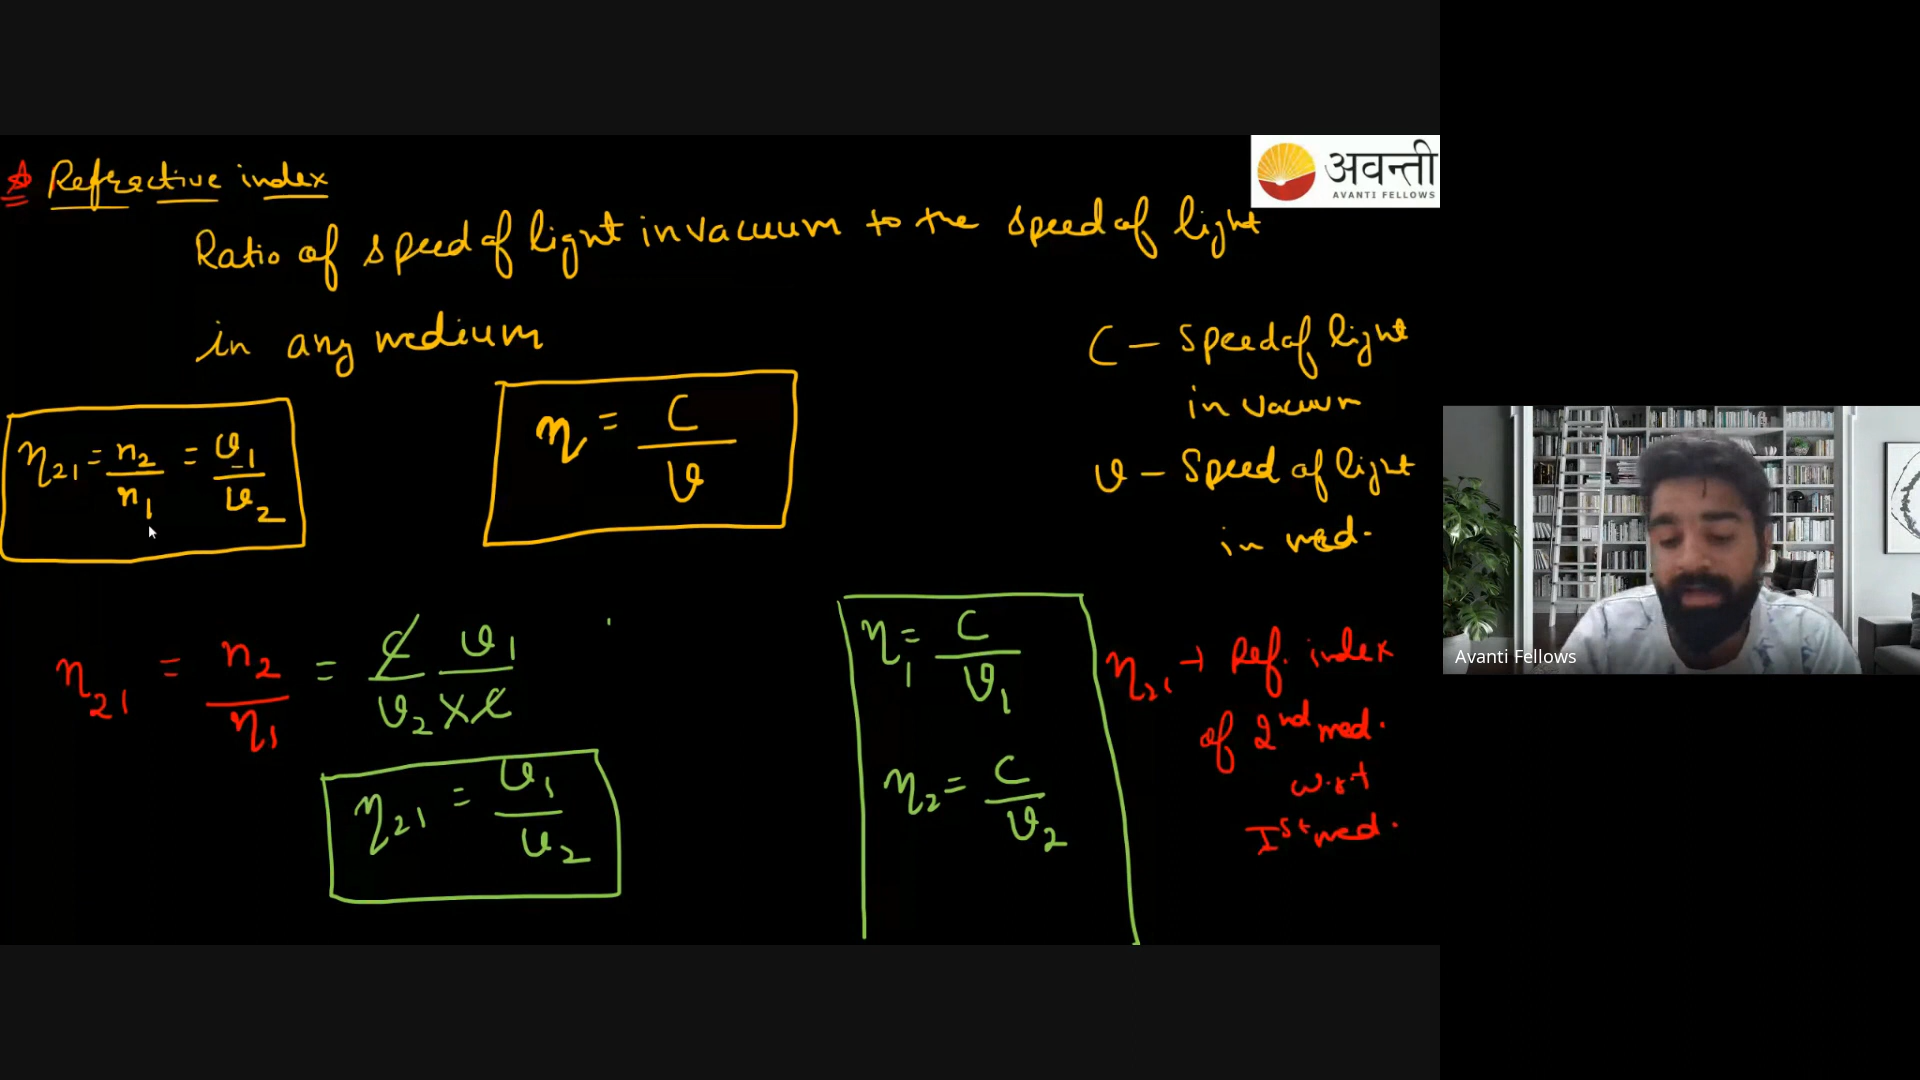 Refractive index
अवन्ती
AVANTI FELLOWS
Ratio of speed of light in vacuum to the speed of light
in any medium
C – Speed of light
in vacuum
v – Speed of light
in med.
η21 = n2/n1 = v1/v2
η = C/v
η21 = n2/η1 = C/v2 × v1/C
η21 = v1/v2
η1 = C/v1
η2 = C/v2
η21 → Ref. index
of 2nd med.
w.r.t
Ist med.
Avanti Fellows